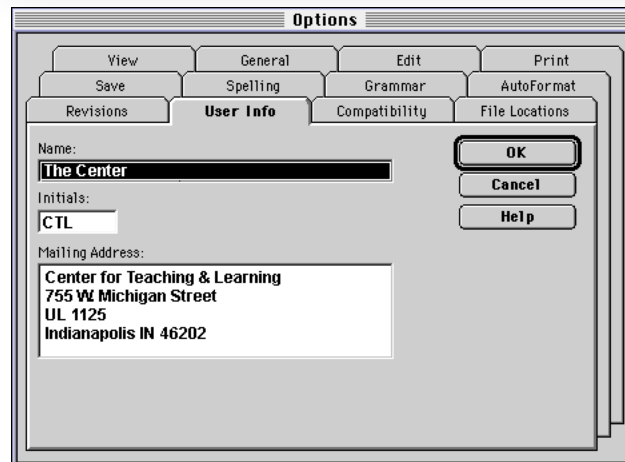 Options
View General Edit Print
Save Spelling Grammar AutoFormat
Revisions User Info Compatibility File Locations
Name:
The Center
OK
Cancel
Initials:
CTL
Help
Mailing Address:
Center for Teaching & Learning
755 W. Michigan Street
UL 1125
Indianapolis IN 46202